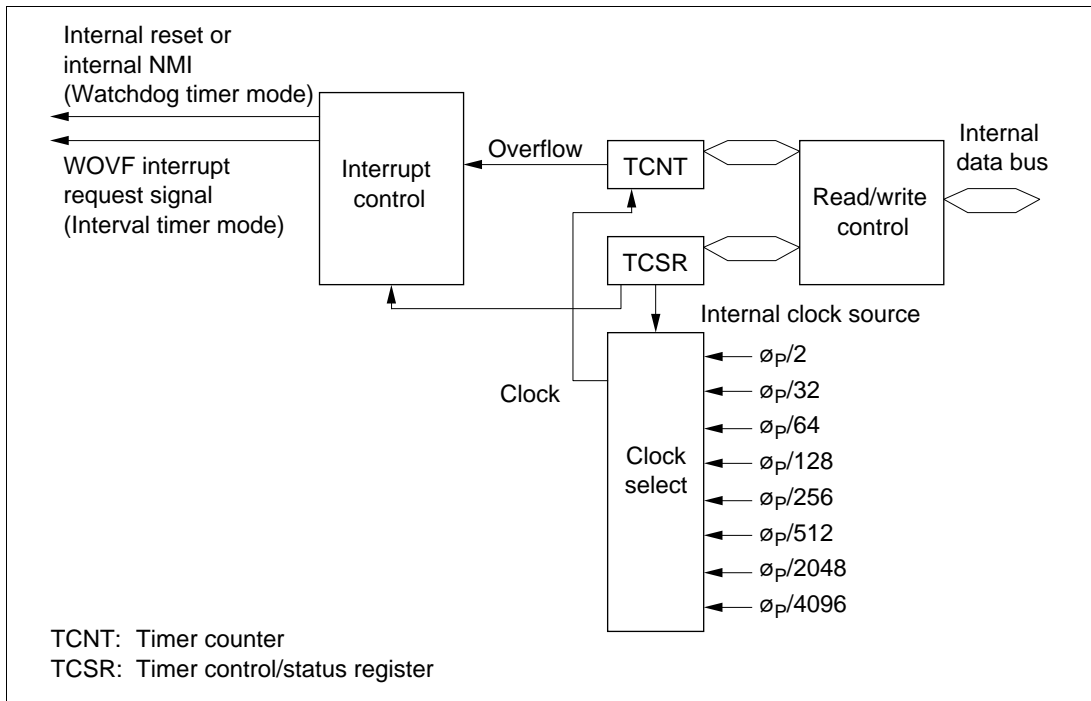 Internal reset or
internal NMI
(Watchdog timer mode)
WOVF interrupt
request signal
(Interval timer mode)
Interrupt
control
Overflow
TCNT
TCSR
Read/write
control
Internal
data bus
Internal clock source
Clock
Clock
select
øP/2
øP/32
øP/64
øP/128
øP/256
øP/512
øP/2048
øP/4096
TCNT: Timer counter
TCSR: Timer control/status register